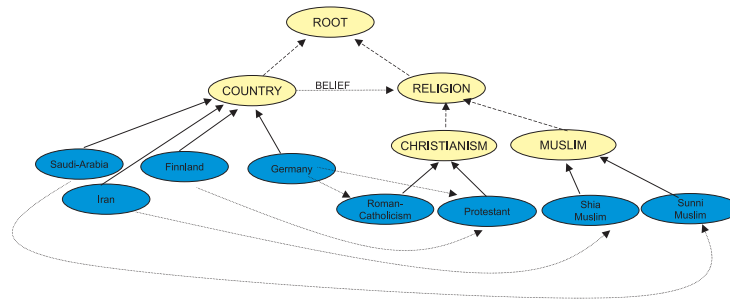 ROOT
COUNTRY
BELIEF
RELIGION
CHRISTIANISM
MUSLIM
Saudi-Arabia
Finnland
Germany
Iran
Roman-
Catholicism
Protestant
Shia
Muslim
Sunni
Muslim